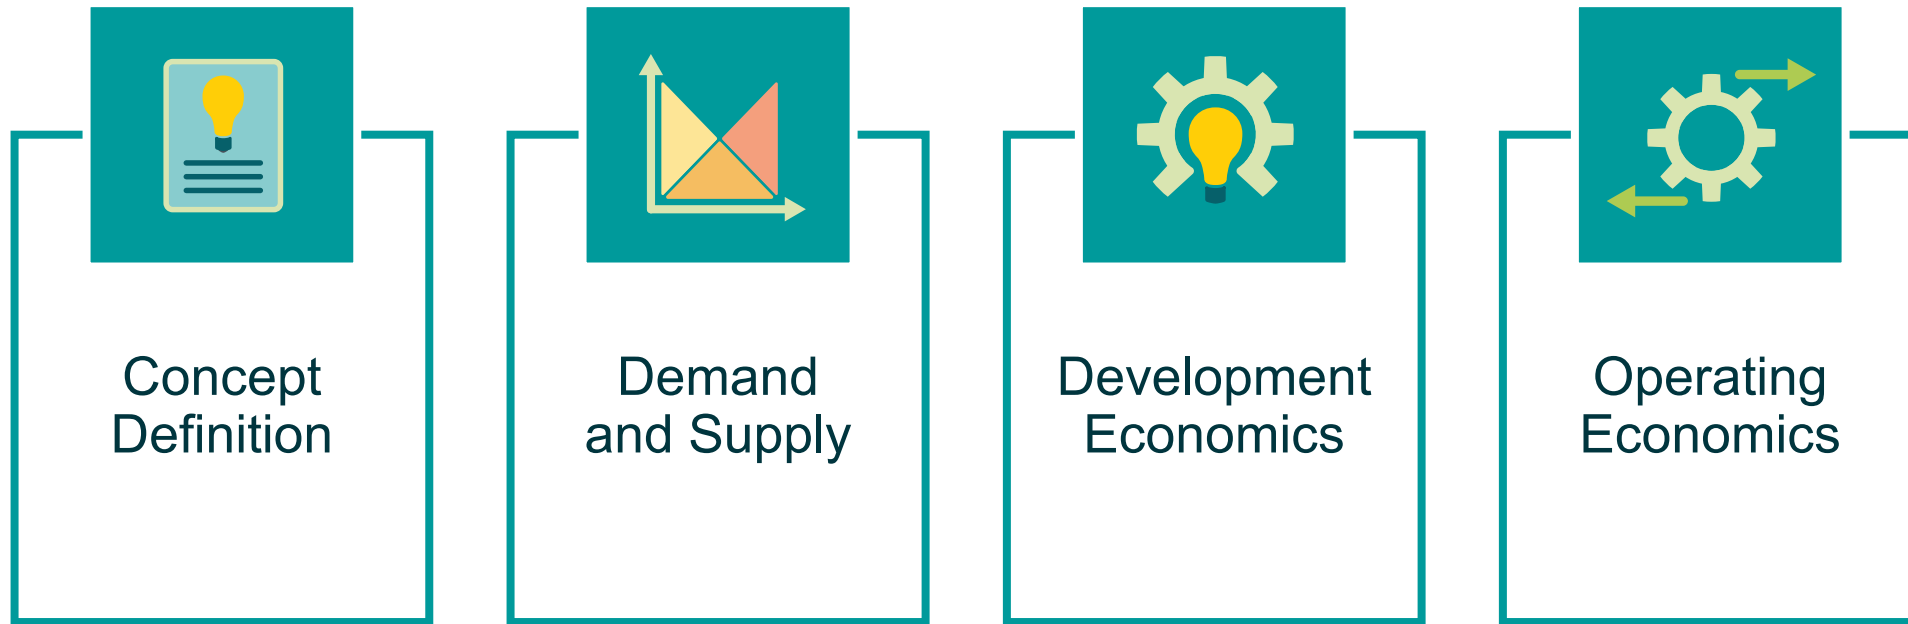 Concept
Definition
Demand
and Supply
Development
Economics
Operating
Economics